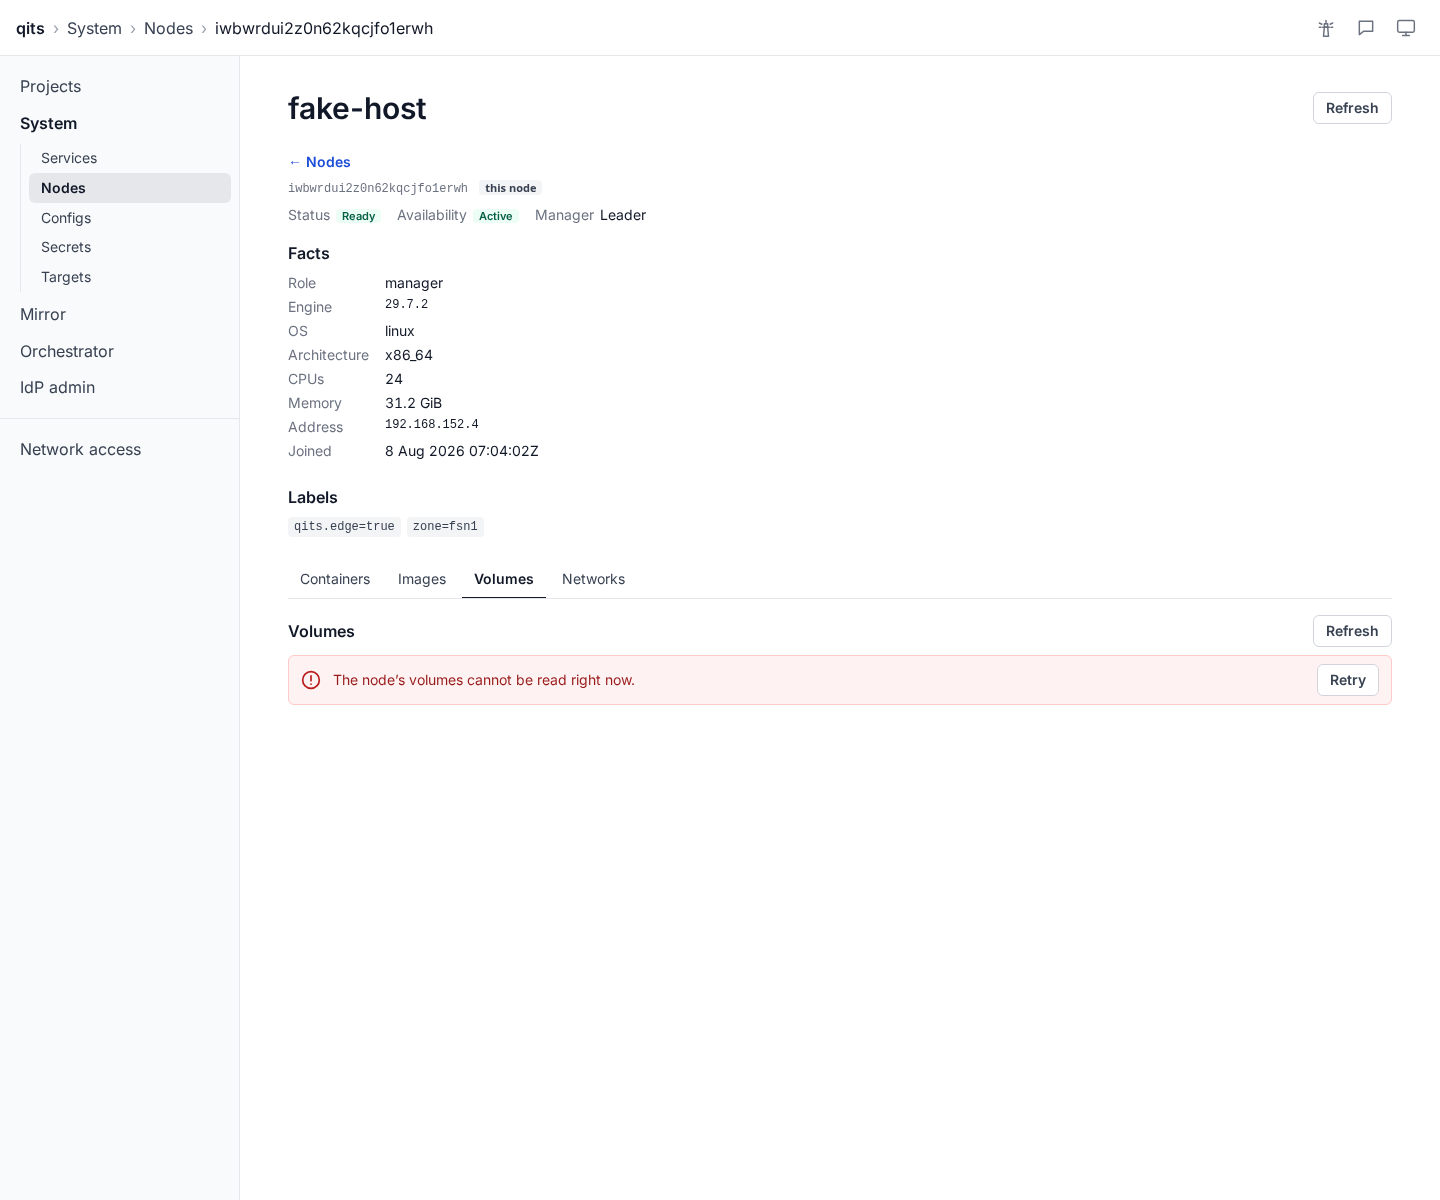 qits › System › Nodes › iwbwrdui2z0n62kqcjfo1erwh
Projects
System
Services
Nodes
Configs
Secrets
Targets
Mirror
Orchestrator
IdP admin
Network access
fake-host
Refresh
← Nodes
iwbwrdui2z0n62kqcjfo1erwh this node
Status Ready Availability Active Manager Leader
Facts
Role manager
Engine 29.7.2
OS linux
Architecture x86_64
CPUs 24
Memory 31.2 GiB
Address 192.168.152.4
Joined 8 Aug 2026 07:04:02Z
Labels
qits.edge=true zone=fsn1
Containers Images Volumes Networks
Volumes Refresh
The node’s volumes cannot be read right now. Retry